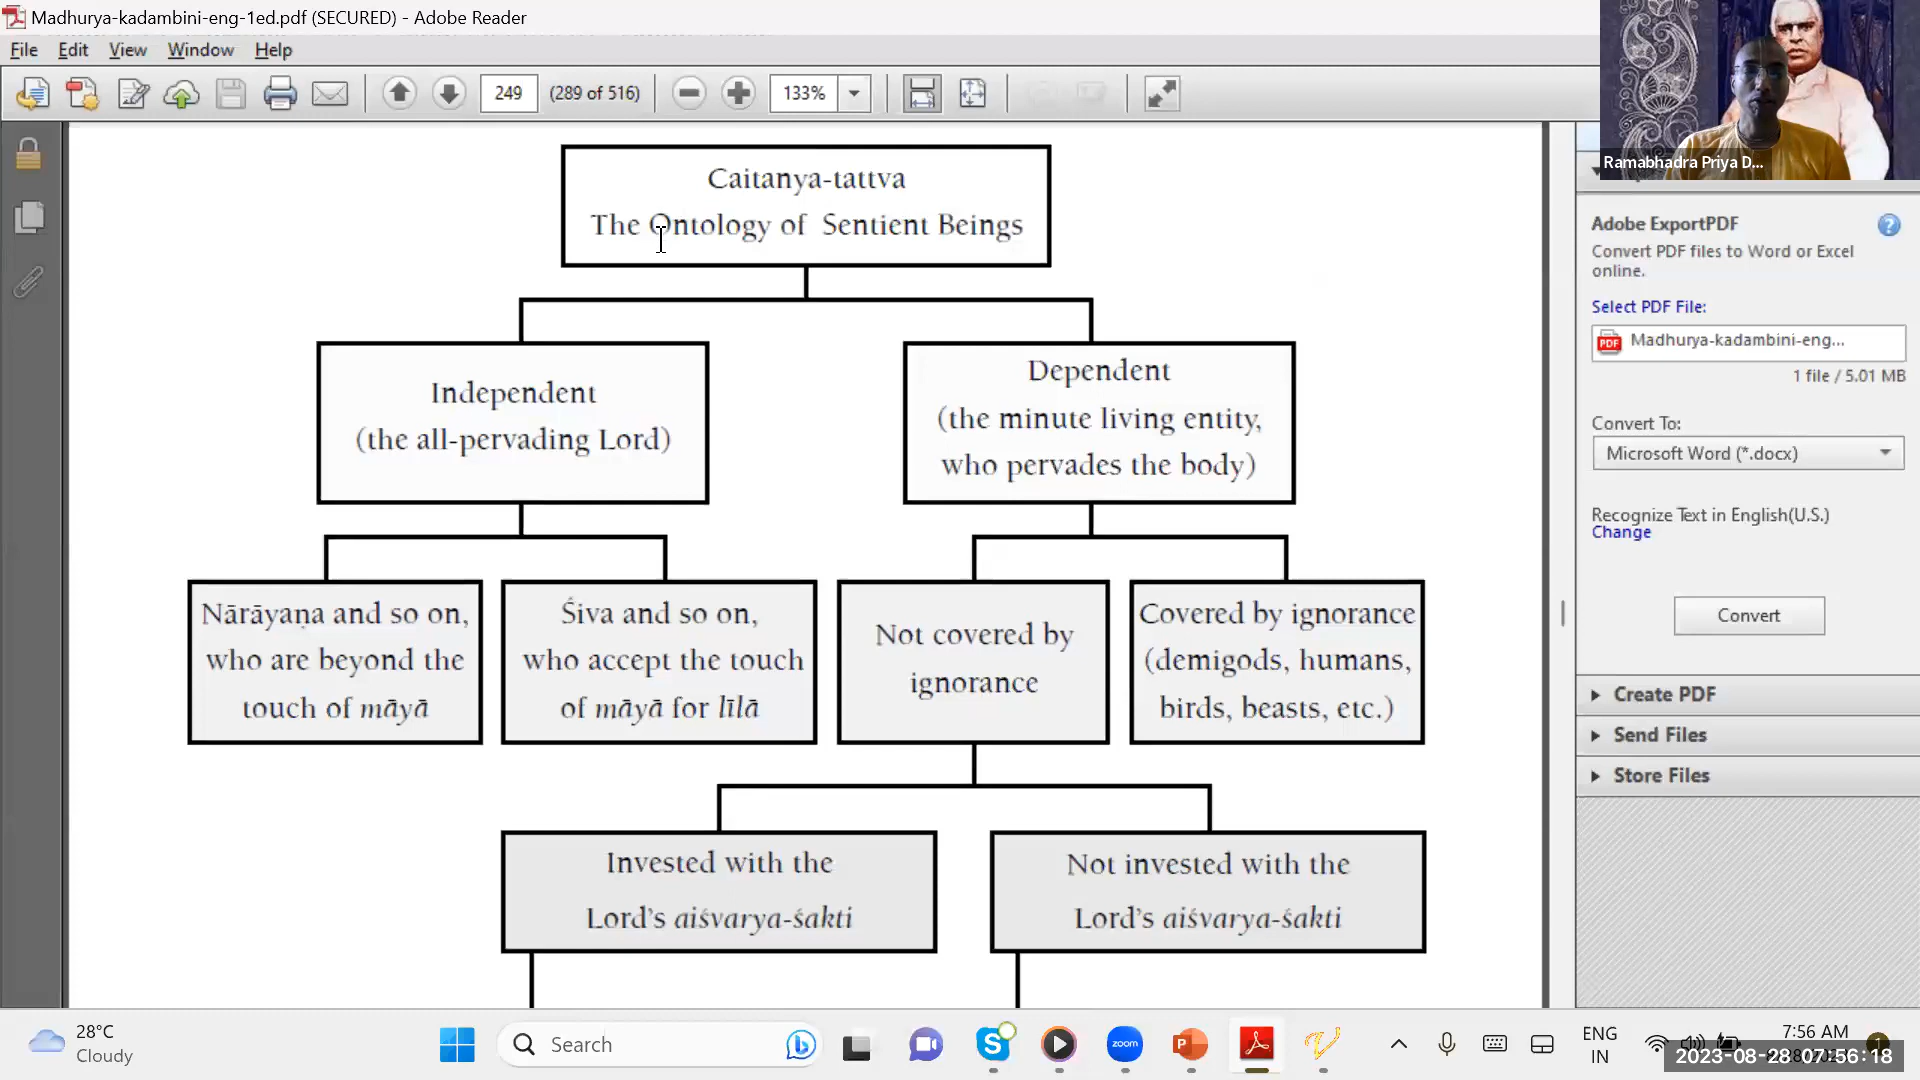 Madhurya-kadambini-eng-1ed.pdf (SECURED) - Adobe Reader
File Edit View Window Help
249 (289 of 516) 133%
Ramabhadra Priya D...
Caitanya-tattva
The Ontology of Sentient Beings
Independent
(the all-pervading Lord)
Dependent
(the minute living entity,
who pervades the body)
Nārāyaṇa and so on,
who are beyond the
touch of māyā
Śiva and so on,
who accept the touch
of māyā for līlā
Not covered by
ignorance
Covered by ignorance
(demigods, humans,
birds, beasts, etc.)
Invested with the
Lord's aiśvarya-śakti
Not invested with the
Lord's aiśvarya-śakti
Adobe ExportPDF
Convert PDF files to Word or Excel
online.
Select PDF File:
Madhurya-kadambini-eng...
1 file / 5.01 MB
Convert To:
Microsoft Word (*.docx)
Recognize Text in English(U.S.)
Change
Convert
Create PDF
Send Files
Store Files
28°C
Cloudy
Search
zoom
ENG
IN
7:56 AM
2023-08-28 07:56:18